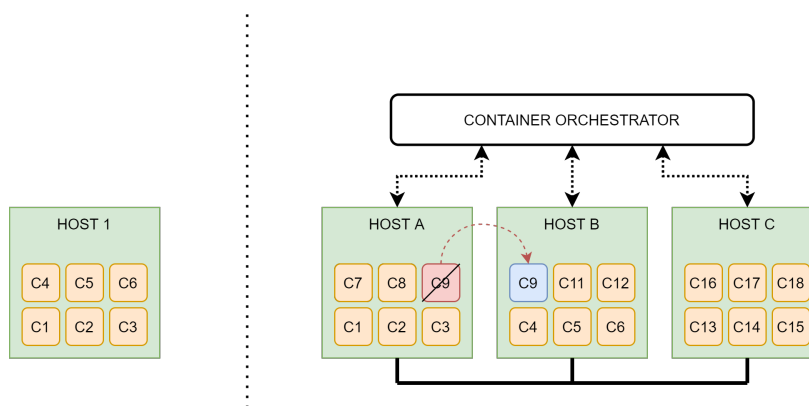 CONTAINER ORCHESTRATOR
HOST 1
C4 C5 C6
C1 C2 C3
HOST A
C7 C8 C9
C1 C2 C3
HOST B
C9 C11 C12
C4 C5 C6
HOST C
C16 C17 C18
C13 C14 C15